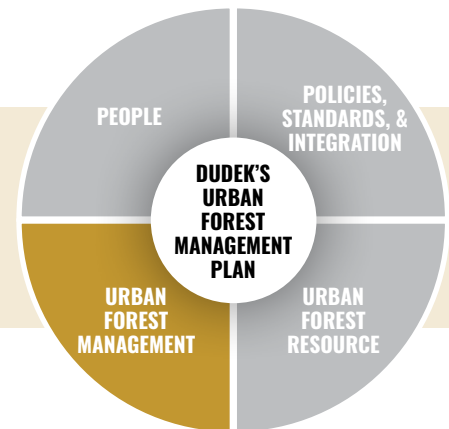 PEOPLE
POLICIES,
STANDARDS, &
INTEGRATION
DUDEK'S
URBAN
FOREST
MANAGEMENT
PLAN
URBAN
FOREST
MANAGEMENT
URBAN
FOREST
RESOURCE